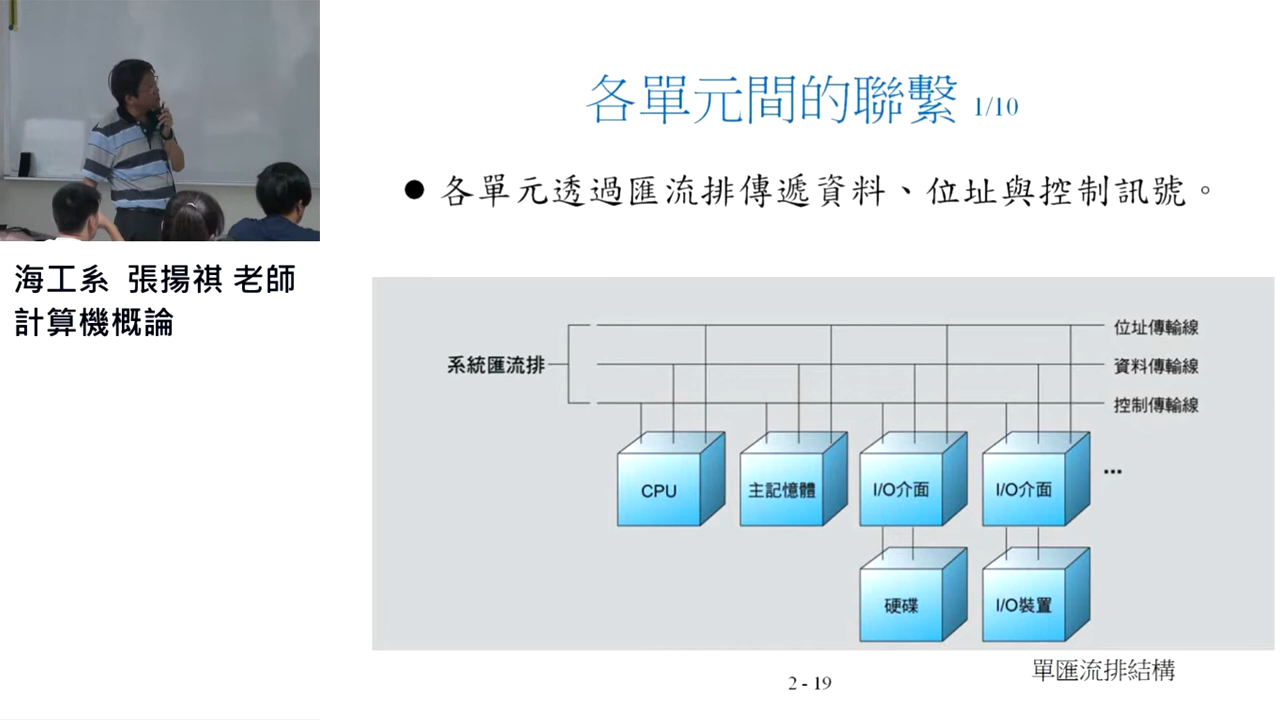 各單元間的聯繫 1/10
● 各單元透過匯流排傳遞資料、位址與控制訊號。
海工系 張揚祺 老師
計算機概論
系統匯流排
位址傳輸線
資料傳輸線
控制傳輸線
CPU
主記憶體
I/O介面
I/O介面
...
硬碟
I/O裝置
單匯流排結構
2 - 19